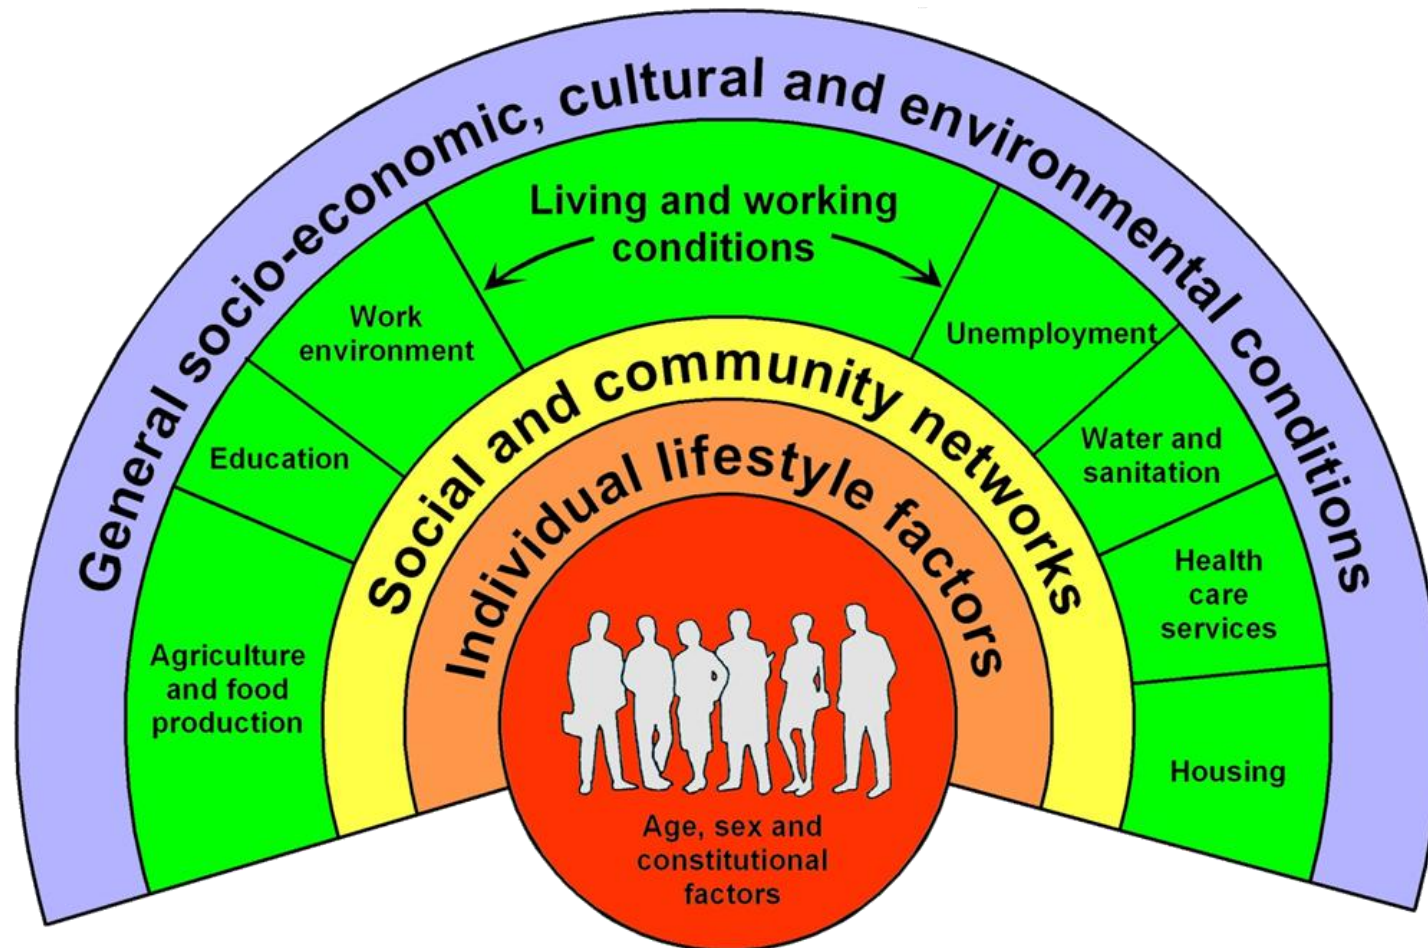 General socio-economic, cultural and environmental conditions
Living and working
conditions
Work
environment
Unemployment
Education
Water and
sanitation
Agriculture
and food
production
Health
care
services
Housing
Social and community networks
Individual lifestyle factors
Age, sex and
constitutional
factors